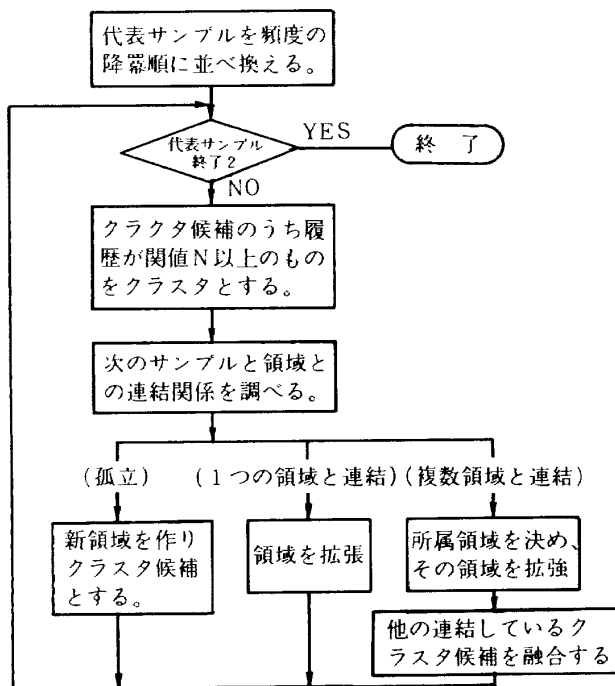 代表サンプルを頻度の
降冪順に並べ換える。
代表サンプル
終了2
YES
終 了
NO
クラクタ候補のうち履
歴が関値N以上のもの
をクラスタとする。
次のサンプルと領域と
の連結関係を調べる。
(孤立)
(1つの領域と連結)
(複数領域と連結)
新領域を作り
クラスタ候補
とする。
領域を拡張
所属領域を決め、
その領域を拡強
他の連結しているク
ラスタ候補を融合する